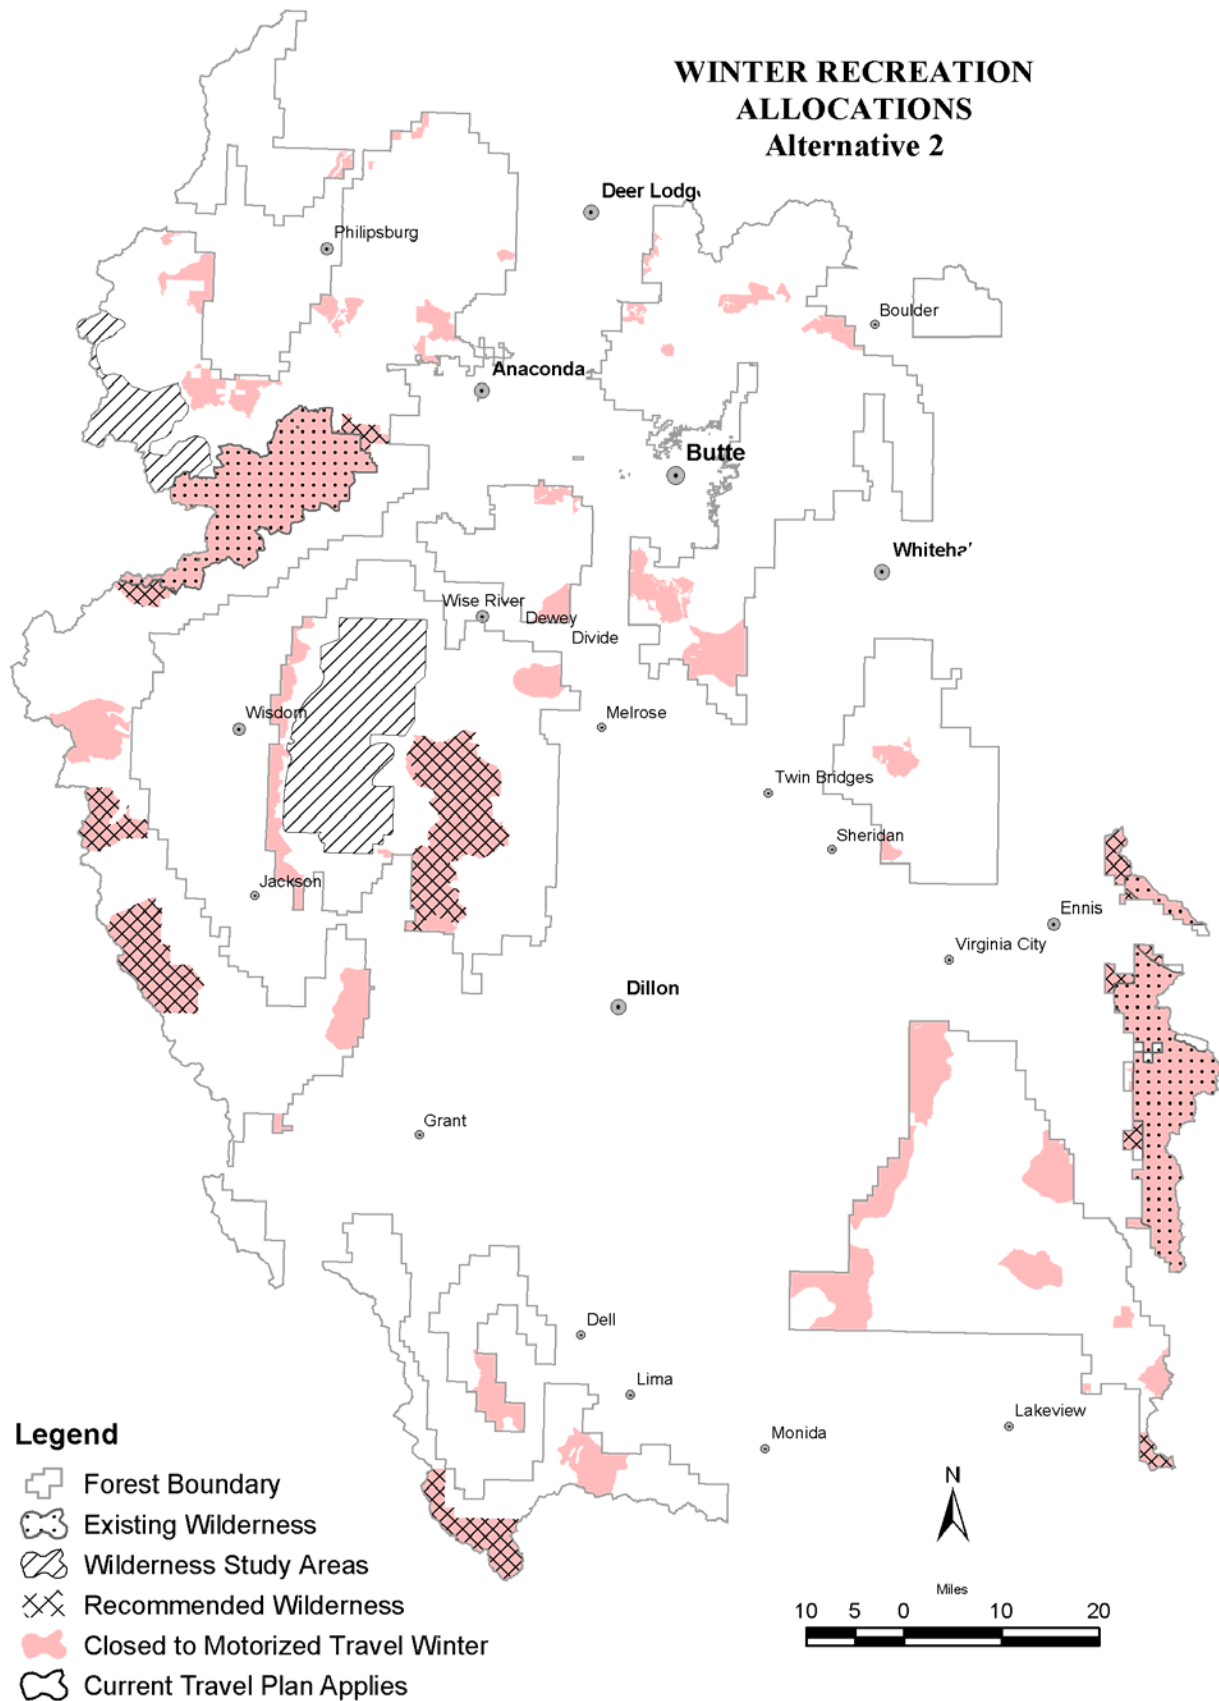 WINTER RECREATION
ALLOCATIONS
Alternative 2
Deer Lodg
Philipsburg
Boulder
Anaconda
Butte
Whiteha
Wise River
Dewey
Divide
Wisdom
Melrose
Twin Bridges
Sheridan
Jackson
Ennis
Virginia City
Dillon
Grant
Dell
Lima
Lakeview
Monida
Legend
Forest Boundary
Existing Wilderness
Wilderness Study Areas
Recommended Wilderness
Closed to Motorized Travel Winter
Current Travel Plan Applies
N
Miles
10 5 0 10 20